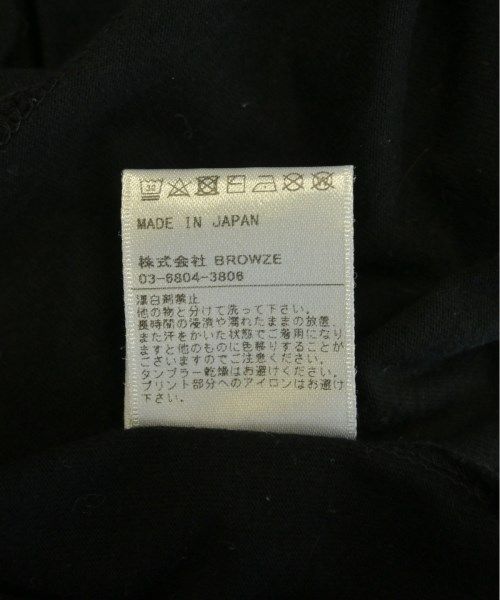 MADE IN JAPAN
株式会社 BROWZE
03-6804-3806
漂白剤禁止
他の物と分けて洗って下さい。
長時間の浸漬や濡れたままの放置、
また汗をかいた状態でご着用になり
ますと他のものに色移りすることが
ございますのでご注意ください。
タンブラー乾燥はお避けください。
プリント部分へのアイロンはお避け
下さい。